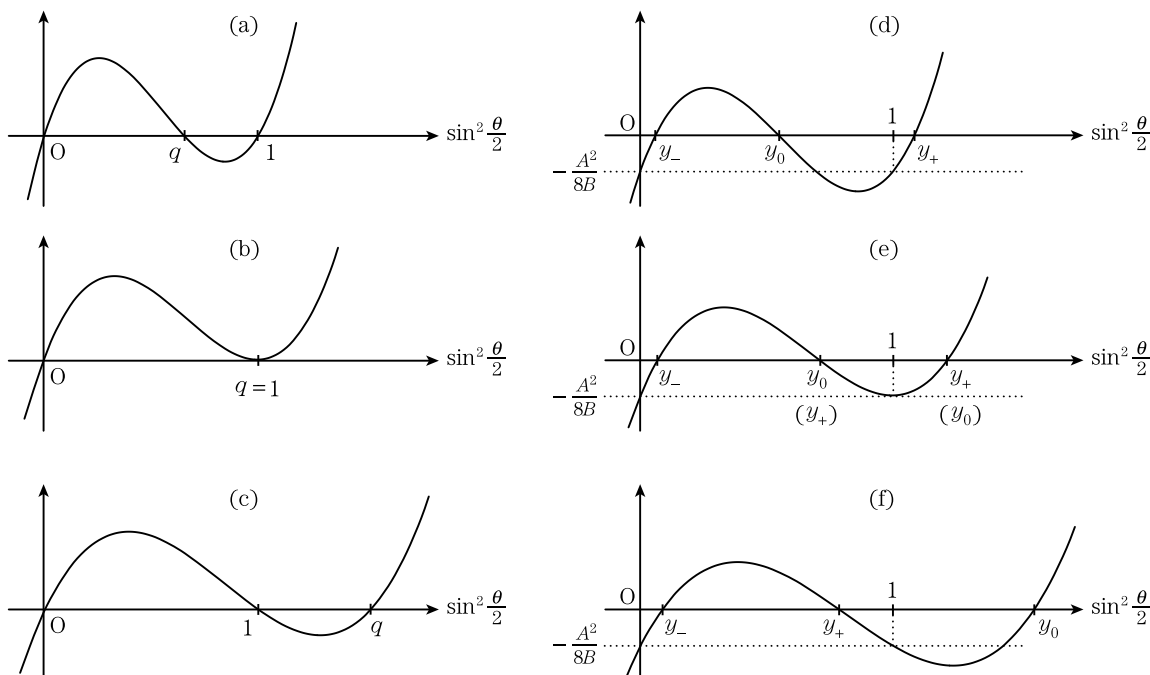 (a)
O
q
1
sin² θ/2
(b)
O
q = 1
sin² θ/2
(c)
O
1
q
sin² θ/2
(d)
O
y₋
y₀
1
y₊
sin² θ/2
− A²/8B
(e)
O
y₋
y₀
1
y₊
sin² θ/2
− A²/8B
(y₊)
(y₀)
(f)
O
y₋
y₊
1
y₀
sin² θ/2
− A²/8B